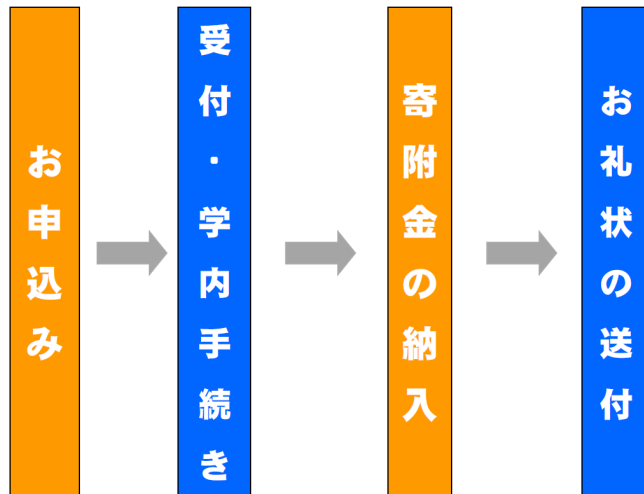 お申込み
受付・学内手続き
寄附金の納入
お礼状の送付